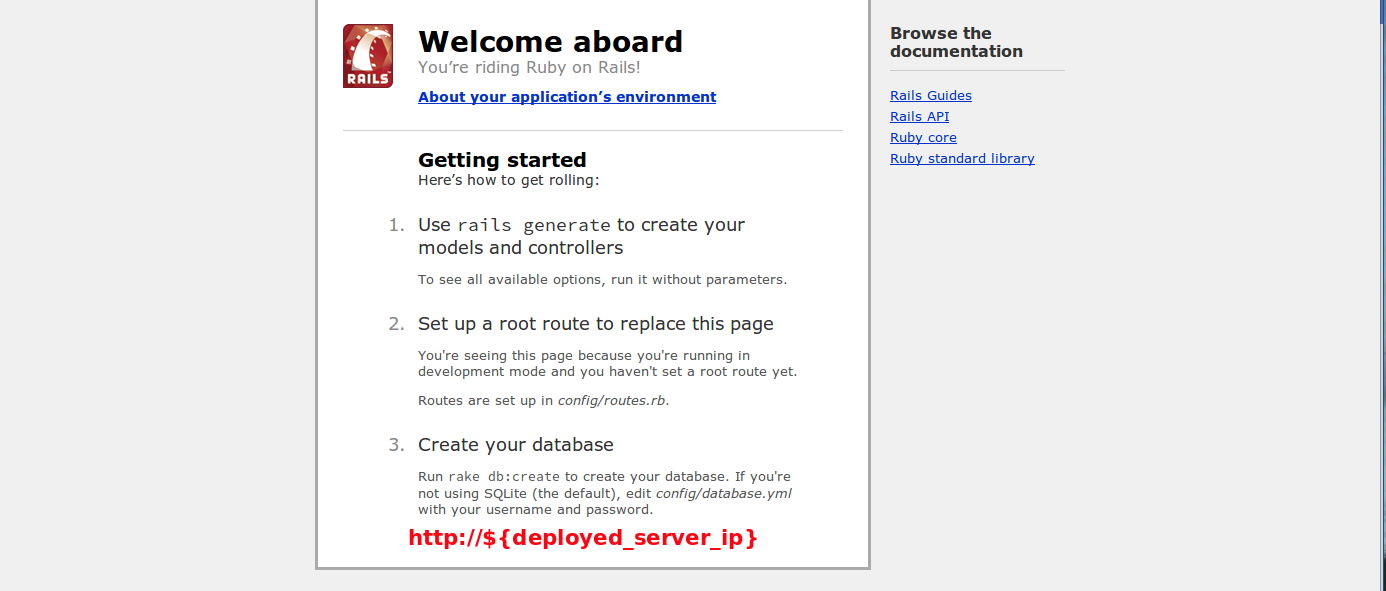 RAILS
Welcome aboard
You’re riding Ruby on Rails!
About your application’s environment
Getting started
Here’s how to get rolling:
1. Use rails generate to create your
models and controllers
To see all available options, run it without parameters.
2. Set up a root route to replace this page
You're seeing this page because you're running in
development mode and you haven't set a root route yet.
Routes are set up in config/routes.rb.
3. Create your database
Run rake db:create to create your database. If you're
not using SQLite (the default), edit config/database.yml
with your username and password.
http://${deployed_server_ip}
Browse the
documentation
Rails Guides
Rails API
Ruby core
Ruby standard library